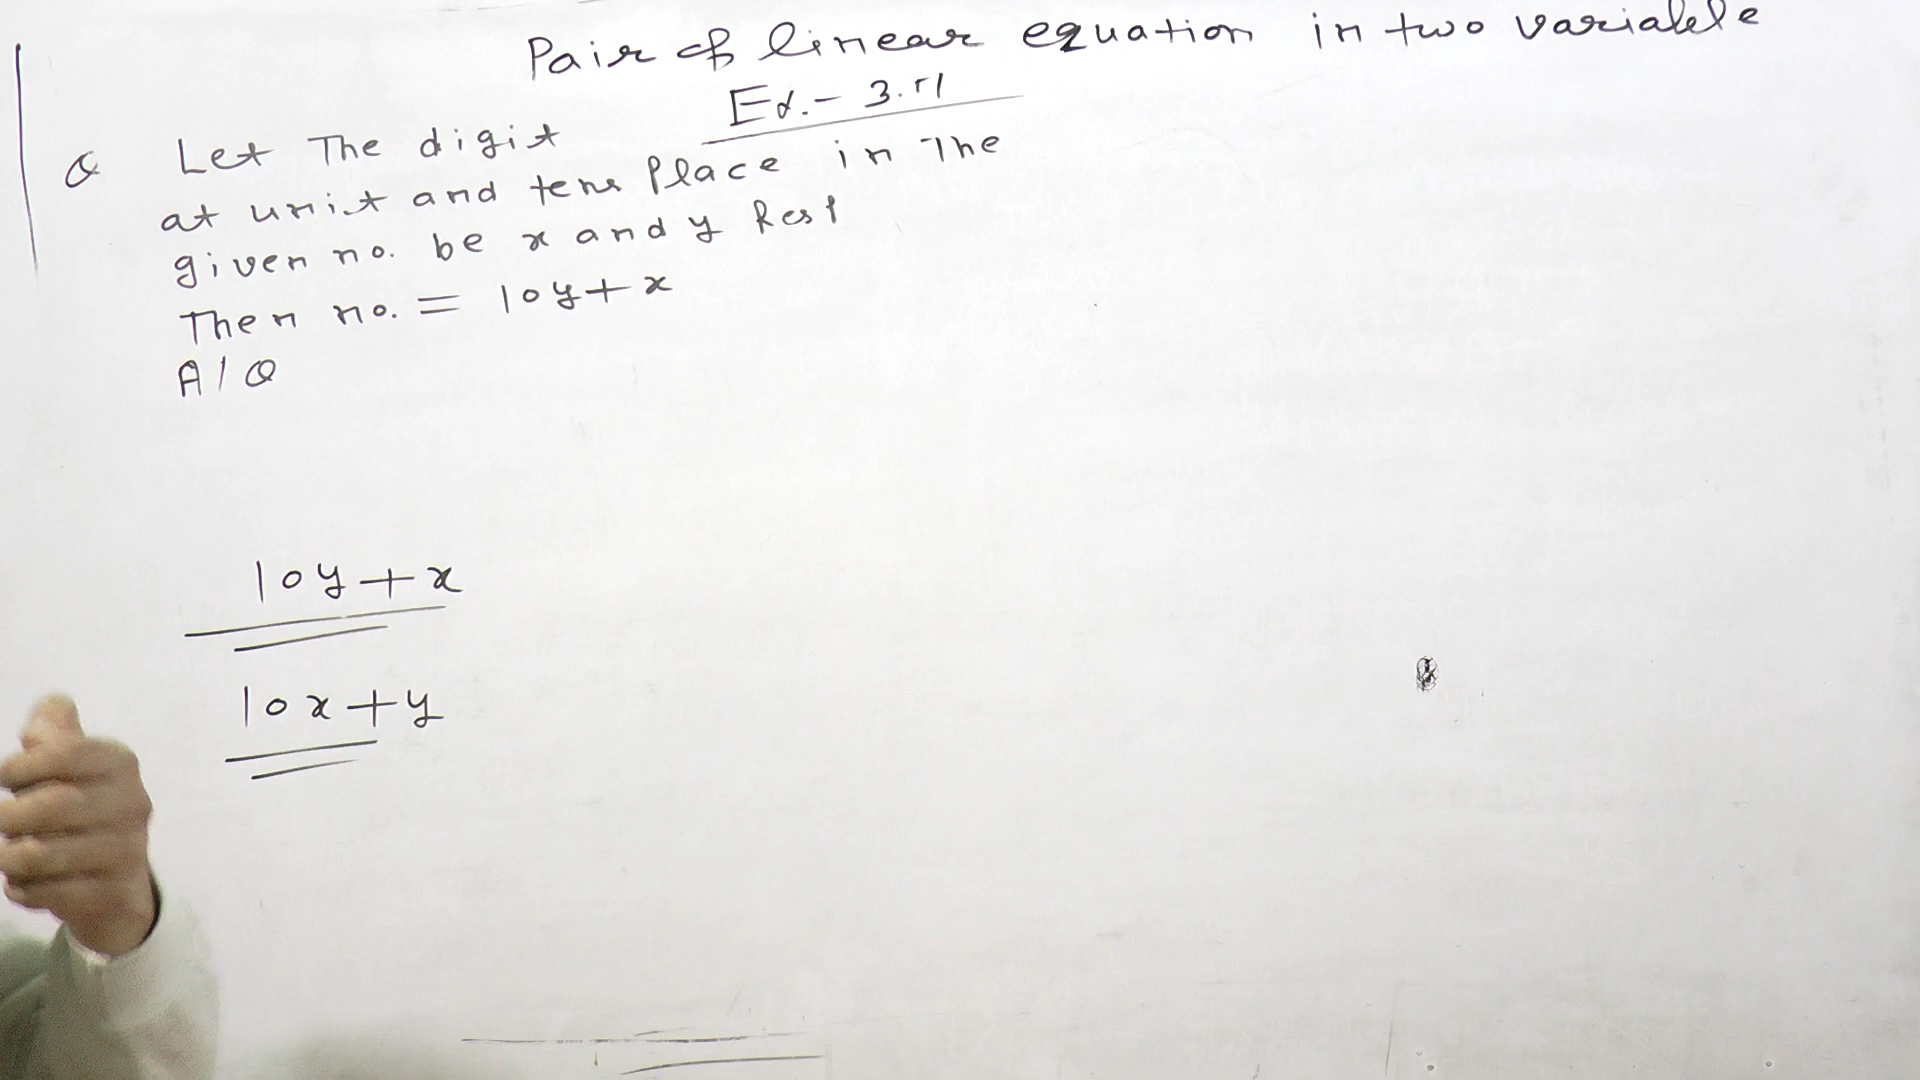 Pair of linear equation in two variable
Ex.- 3.51
Q Let The digit
at unit and tens Place in The
given no. be x and y Resp
Then no. = 10y+x
A/Q
10y+x
10x+y